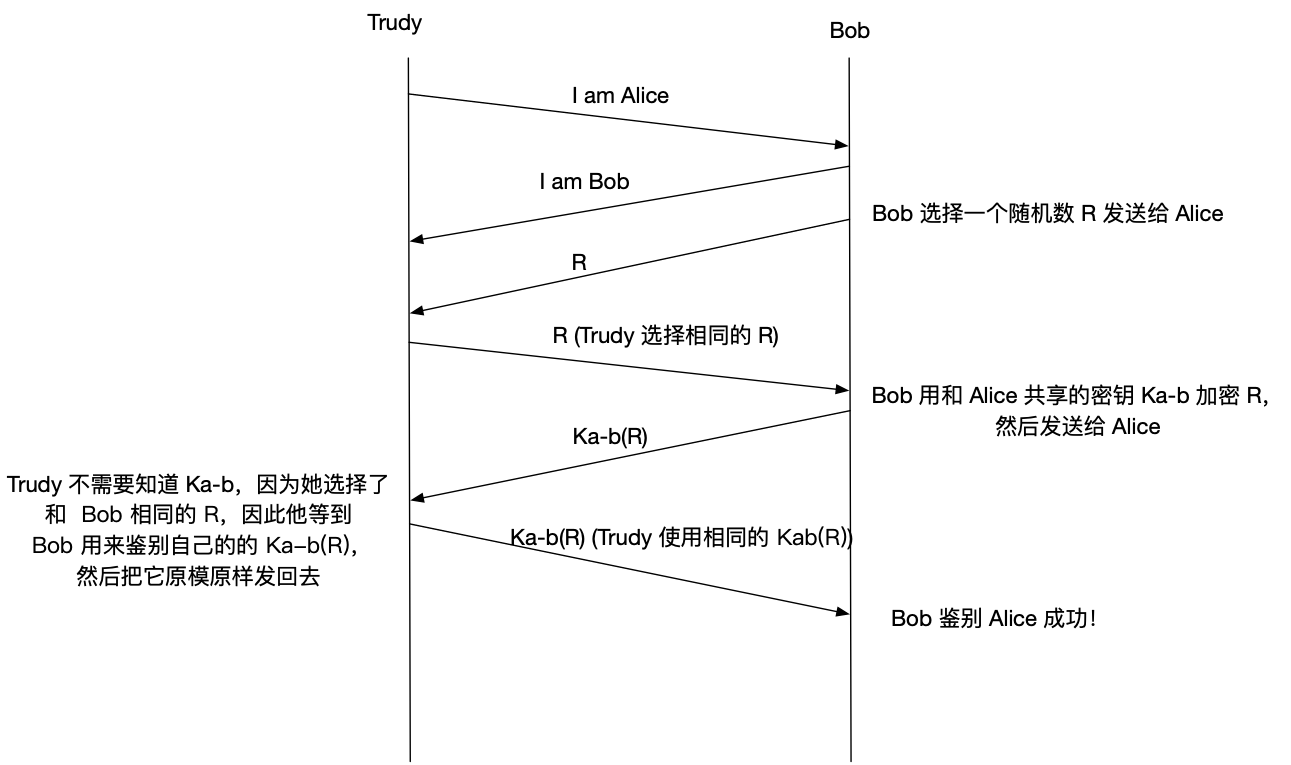 Trudy
Bob
I am Alice
I am Bob
Bob 选择一个随机数 R 发送给 Alice
R
R (Trudy 选择相同的 R)
Bob 用和 Alice 共享的密钥 Ka-b 加密 R，
然后发送给 Alice
Ka-b(R)
Trudy 不需要知道 Ka-b，因为她选择了
和 Bob 相同的 R，因此他等到
Bob 用来鉴别自己的的 Ka–b(R)，
然后把它原模原样发回去
Ka-b(R) (Trudy 使用相同的 Kab(R))
Bob 鉴别 Alice 成功！